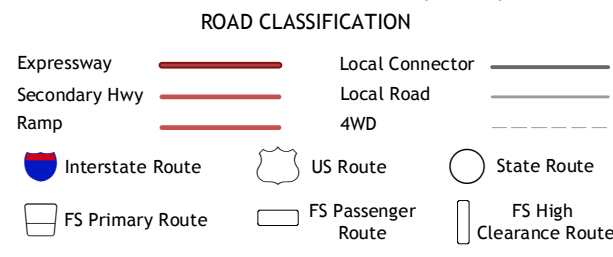 ROAD CLASSIFICATION
Expressway
Local Connector
Secondary Hwy
Local Road
Ramp
4WD
Interstate Route
US Route
State Route
FS Primary Route
FS Passenger
Route
FS High
Clearance Route